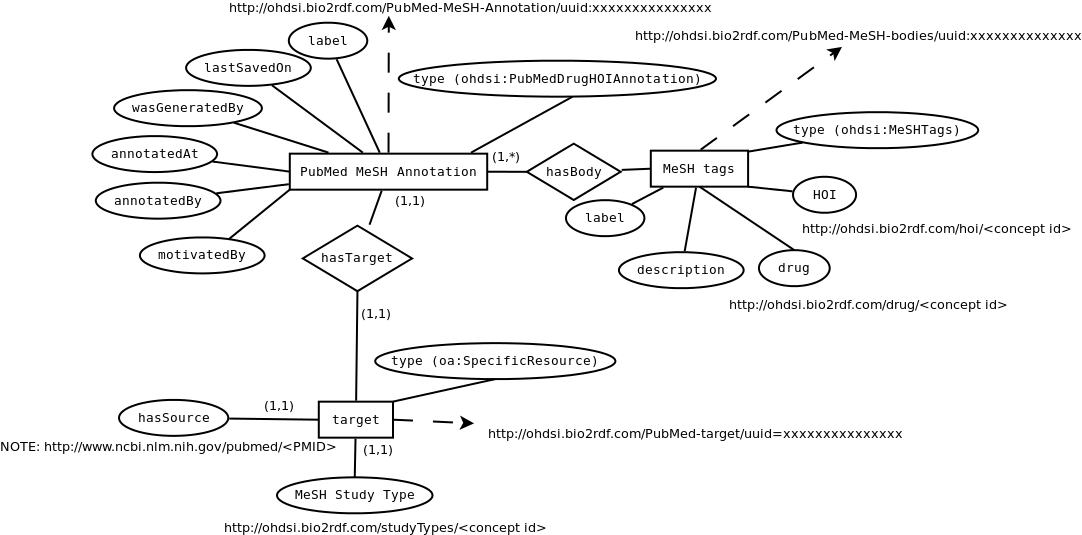 http://ohdsi.bio2rdf.com/PubMed-MeSH-Annotation/uuid:xxxxxxxxxxxxxxx
http://ohdsi.bio2rdf.com/PubMed-MeSH-bodies/uuid:xxxxxxxxxxxxxx
label
lastSavedOn
type (ohdsi:PubMedDrugHOIAnnotation)
wasGeneratedBy
type (ohdsi:MeSHTags)
annotatedAt
(1,*)
PubMed MeSH Annotation
hasBody
MeSH tags
annotatedBy
(1,1)
HOI
label
http://ohdsi.bio2rdf.com/hoi/<concept id>
motivatedBy
hasTarget
description
drug
http://ohdsi.bio2rdf.com/drug/<concept id>
(1,1)
type (oa:SpecificResource)
(1,1)
hasSource
target
http://ohdsi.bio2rdf.com/PubMed-target/uuid=xxxxxxxxxxxxxxx
NOTE: http://www.ncbi.nlm.nih.gov/pubmed/<PMID>
(1,1)
MeSH Study Type
http://ohdsi.bio2rdf.com/studyTypes/<concept id>